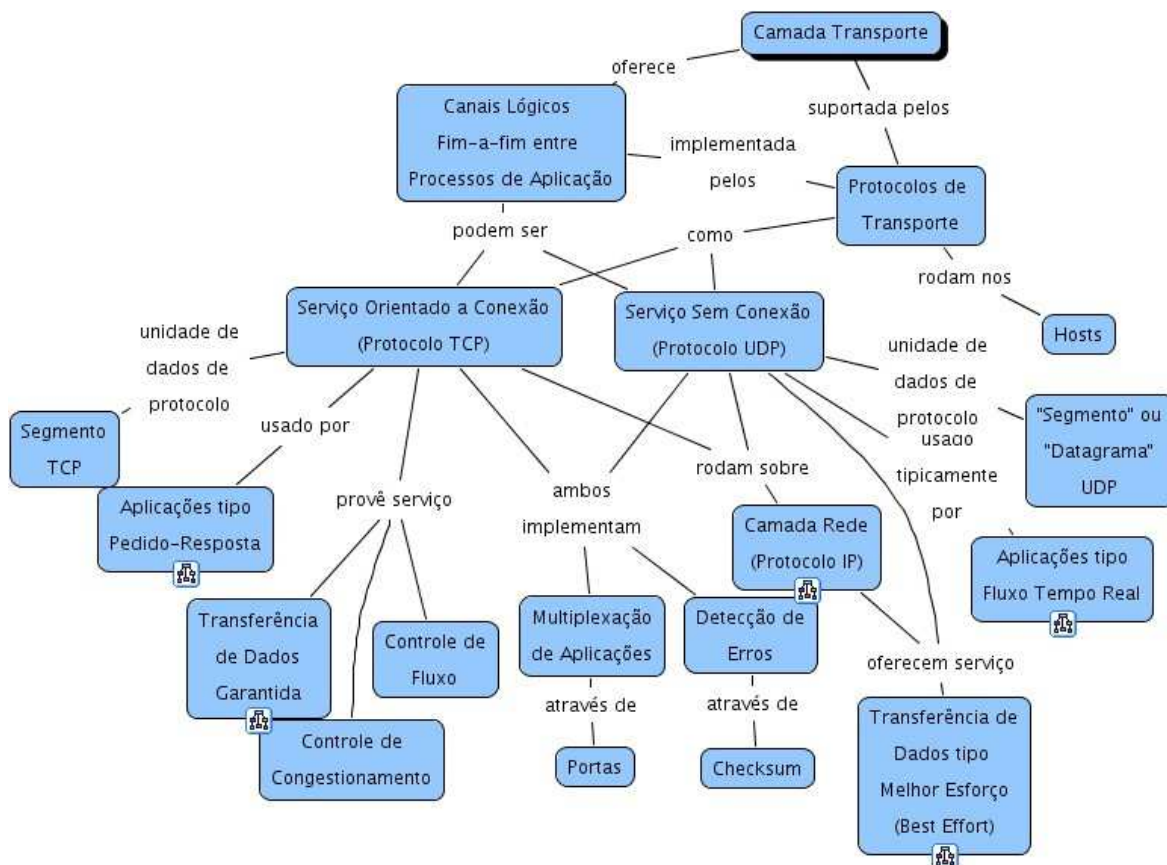 Camada Transporte
oferece
suportada pelos
Canais Lógicos
Fim-a-fim entre
Processos de Aplicação
implementada
pelos
Protocolos de
Transporte
podem ser
como
rodam nos
Hosts
Serviço Orientado a Conexão
(Protocolo TCP)
Serviço Sem Conexão
(Protocolo UDP)
unidade de
dados de
protocolo
unidade de
dados de
protocolo
Segmento
TCP
usado por
"Segmento" ou
"Datagrama"
UDP
usado
tipicamente
por
Aplicações tipo
Pedido-Resposta
provê serviço
ambos
implementam
rodam sobre
Camada Rede
(Protocolo IP)
Aplicações tipo
Fluxo Tempo Real
Transferência
de Dados
Garantida
Controle de
Fluxo
Multiplexação
de Aplicações
Detecção de
Erros
oferecem serviço
Controle de
Congestionamento
através de
Portas
através de
Checksum
Transferência de
Dados tipo
Melhor Esforço
(Best Effort)